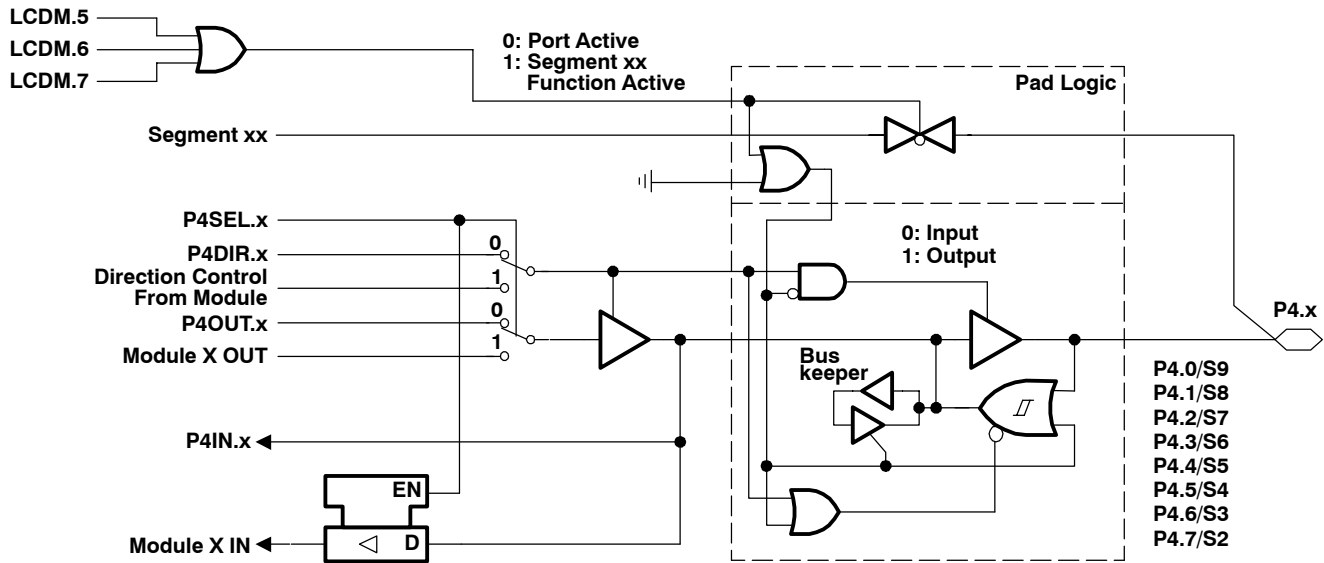 LCDM.5
LCDM.6
LCDM.7
0: Port Active
1: Segment xx
Function Active
Pad Logic
Segment xx
P4SEL.x
0
P4DIR.x
1
Direction Control
From Module
0
P4OUT.x
1
Module X OUT
0: Input
1: Output
P4.x
Bus
keeper
P4.0/S9
P4.1/S8
P4.2/S7
P4.3/S6
P4.4/S5
P4.5/S4
P4.6/S3
P4.7/S2
P4IN.x
EN
D
Module X IN